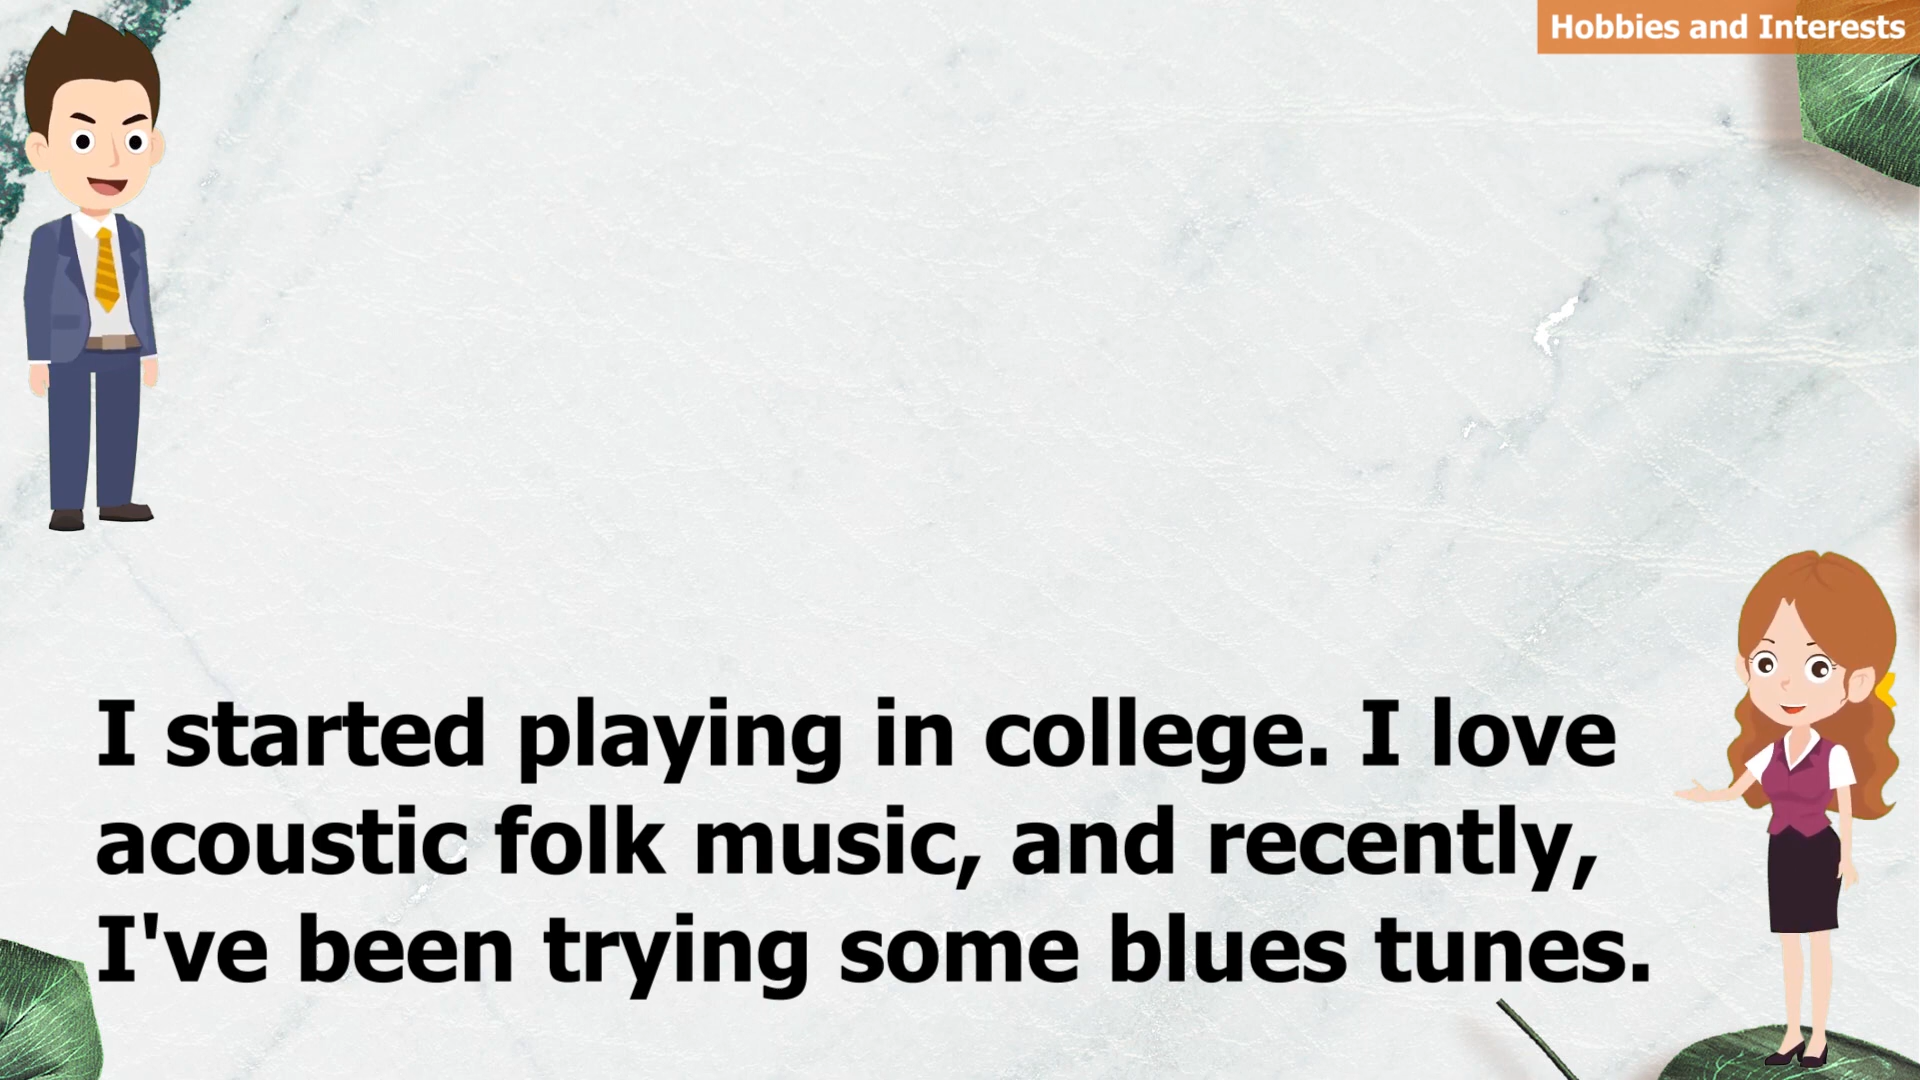 Hobbies and Interests
I started playing in college. I love
acoustic folk music, and recently,
I've been trying some blues tunes.